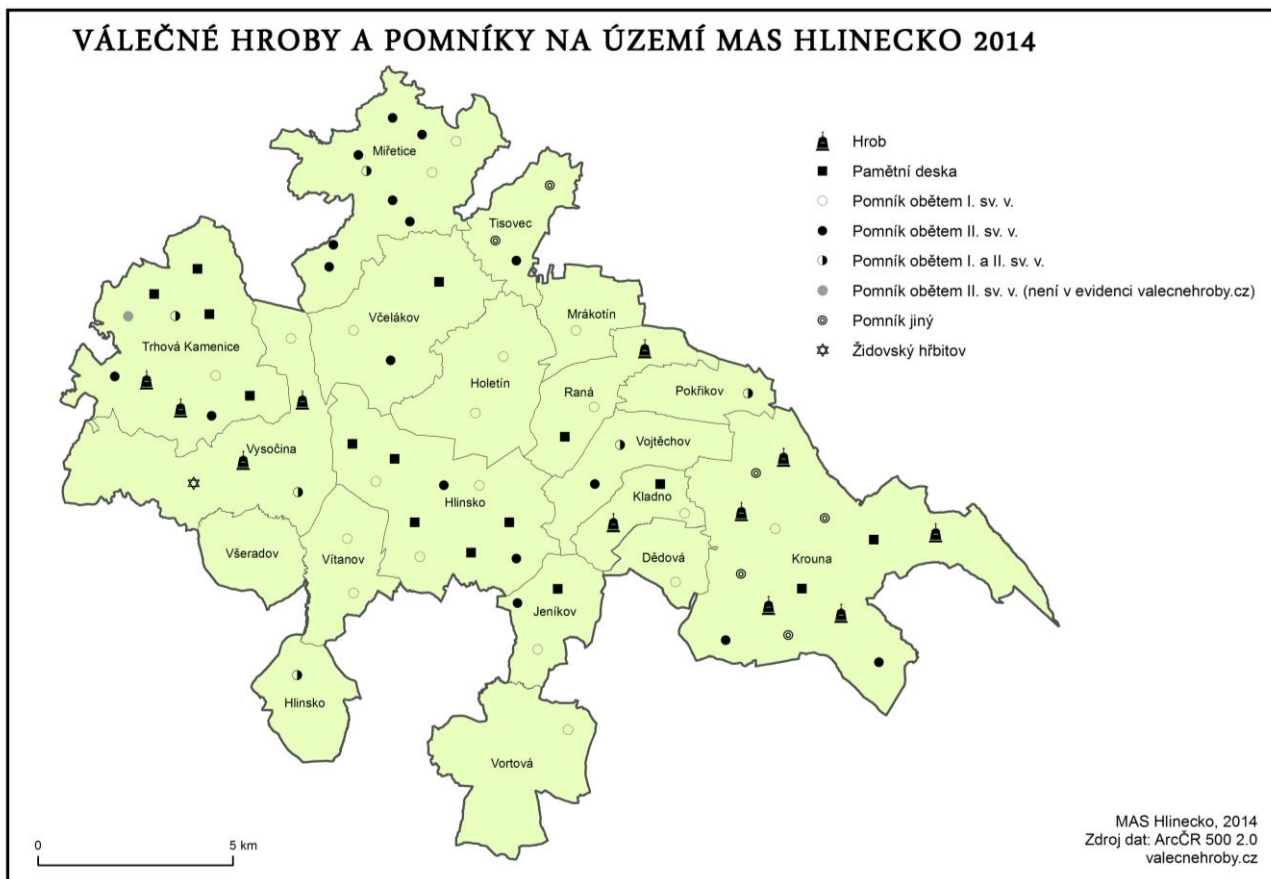 VÁLEČNÉ HROBY A POMNÍKY NA ÚZEMÍ MAS HLINECKO 2014
Hrob
Pamětní deska
Pomník obětem I. sv. v.
Pomník obětem II. sv. v.
Pomník obětem I. a II. sv. v.
Pomník obětem II. sv. v. (není v evidenci valecnehroby.cz)
Pomník jiný
Židovský hřbitov
Miřetice
Tisovec
Včelákov
Mrákotín
Trhová Kamenice
Holetín
Raná
Pokřikov
Vysočina
Vojtěchov
Hlinsko
Kladno
Všeradov
Vítanov
Dědová
Krouna
Jeníkov
Hlinsko
Vortová
0 5 km
MAS Hlinecko, 2014
Zdroj dat: ArcČR 500 2.0
valecnehroby.cz